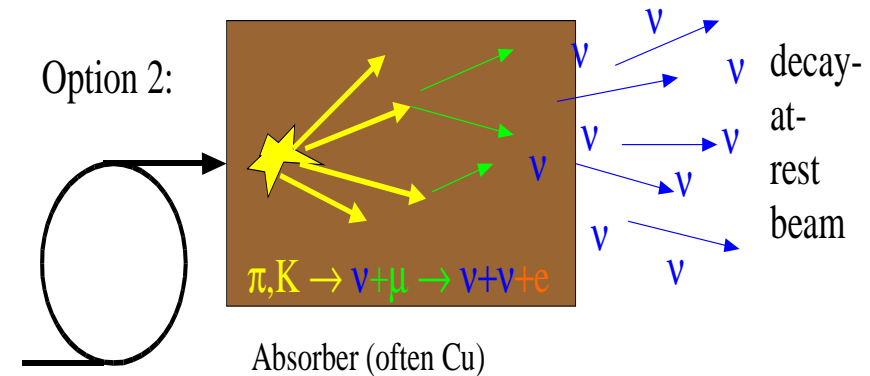 Option 2:
ν
ν
ν
decay-
at-
rest
beam
ν
ν
ν
ν
ν
ν
π,K → ν+μ → ν+ν+e
Absorber (often Cu)